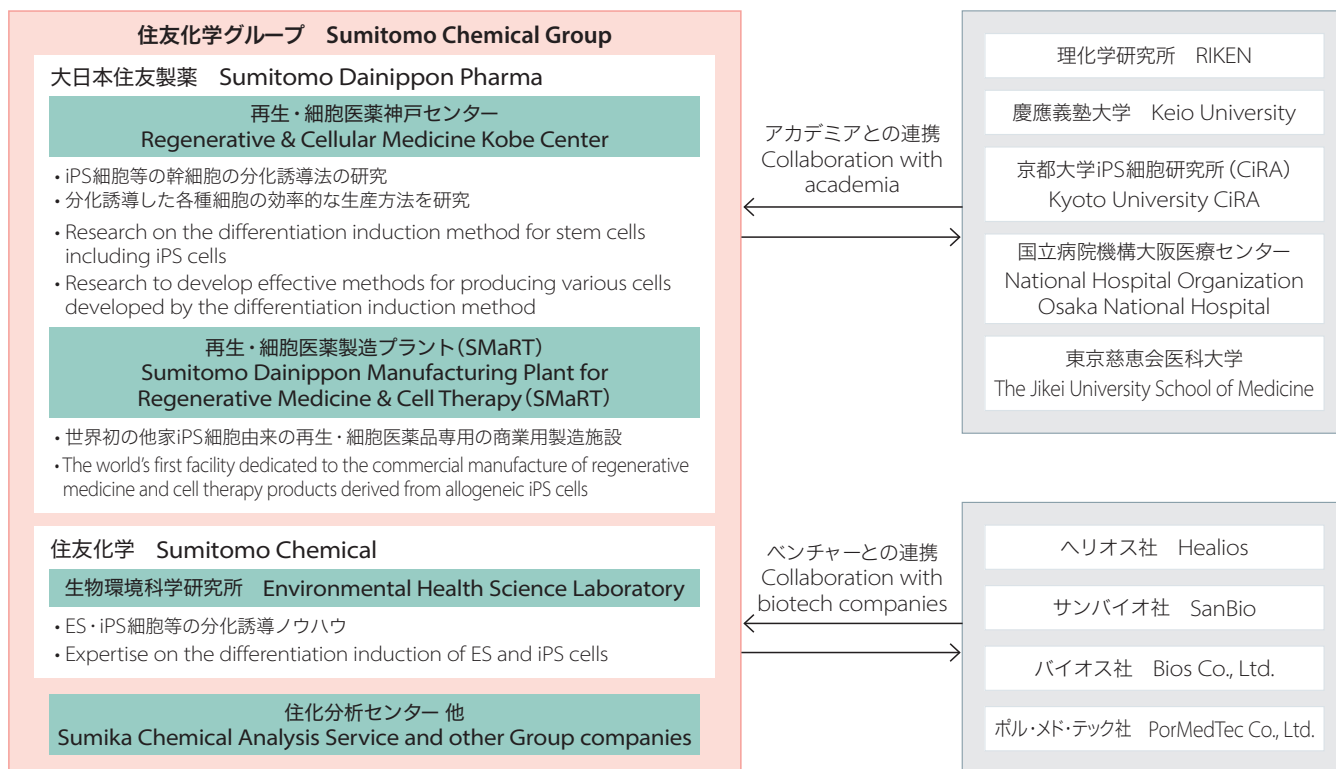 住友化学グループ Sumitomo Chemical Group
大日本住友製薬 Sumitomo Dainippon Pharma
再生・細胞医薬神戸センター
Regenerative & Cellular Medicine Kobe Center
・iPS細胞等の幹細胞の分化誘導法の研究
・分化誘導した各種細胞の効率的な生産方法を研究
・Research on the differentiation induction method for stem cells
including iPS cells
・Research to develop effective methods for producing various cells
developed by the differentiation induction method
再生・細胞医薬製造プラント(SMaRT)
Sumitomo Dainippon Manufacturing Plant for
Regenerative Medicine & Cell Therapy(SMaRT)
・世界初の他家iPS細胞由来の再生・細胞医薬品専用の商業用製造施設
・The world's first facility dedicated to the commercial manufacture of regenerative
medicine and cell therapy products derived from allogeneic iPS cells
住友化学 Sumitomo Chemical
生物環境科学研究所 Environmental Health Science Laboratory
・ES・iPS細胞等の分化誘導ノウハウ
・Expertise on the differentiation induction of ES and iPS cells
住化分析センター 他
Sumika Chemical Analysis Service and other Group companies
アカデミアとの連携
Collaboration with
academia
ベンチャーとの連携
Collaboration with
biotech companies
理化学研究所 RIKEN
慶應義塾大学 Keio University
京都大学iPS細胞研究所(CiRA)
Kyoto University CiRA
国立病院機構大阪医療センター
National Hospital Organization
Osaka National Hospital
東京慈恵会医科大学
The Jikei University School of Medicine
ヘリオス社 Healios
サンバイオ社 SanBio
バイオス社 Bios Co., Ltd.
ポル・メド・テック社 PorMedTec Co., Ltd.